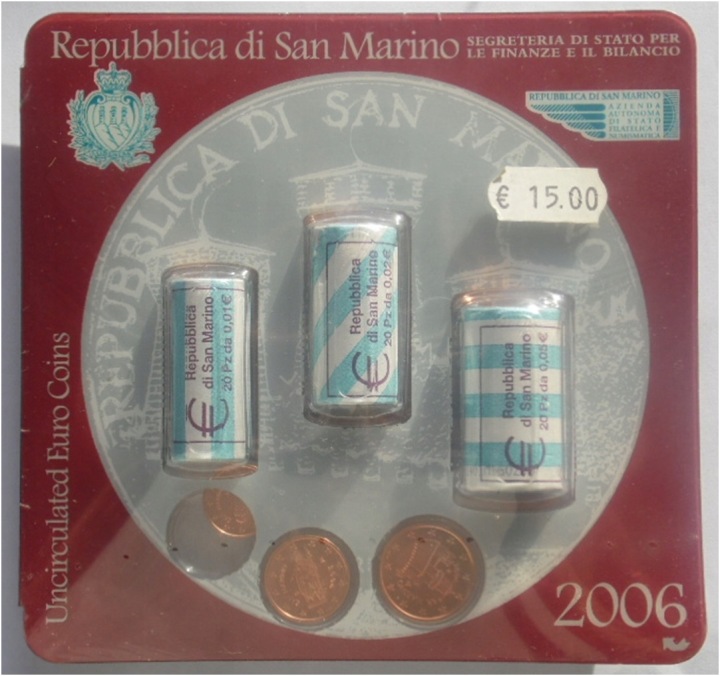 Repubblica di San Marino
SEGRETERIA DI STATO PER
LE FINANZE E IL BILANCIO
REPUBBLICA DI SAN MARINO
AZIENDA
AUTONOMA
DI STATO
FILATELICA E
NUMISMATICA
REPUBBLICA DI SAN MARINO
€ 15.00
Repubblica
di San Marino
20 Pz da 0,01€
€
Repubblica
di San Marino
20 Pz da 0,02€
€
Repubblica
di San Marino
20 Pz da 0,05€
€
Uncirculated Euro Coins
2006